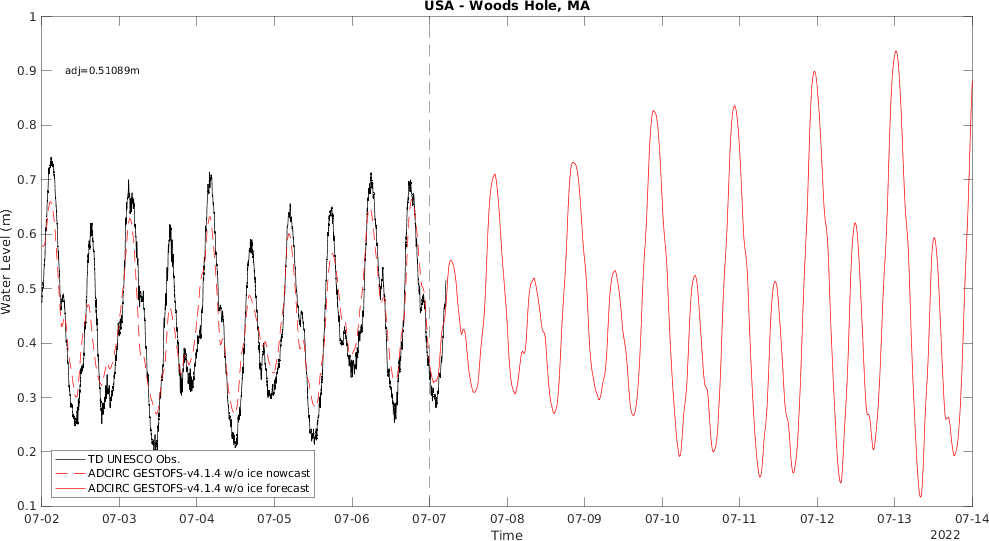 USA - Woods Hole, MA
1
0.9
0.8
0.7
0.6
0.5
0.4
0.3
0.2
0.1
Water Level (m)
adj=0.51089m
TD UNESCO Obs.
ADCIRC GESTOFS-v4.1.4 w/o ice nowcast
ADCIRC GESTOFS-v4.1.4 w/o ice forecast
07-02 07-03 07-04 07-05 07-06 07-07 07-08 07-09 07-10 07-11 07-12 07-13 07-14
Time
2022